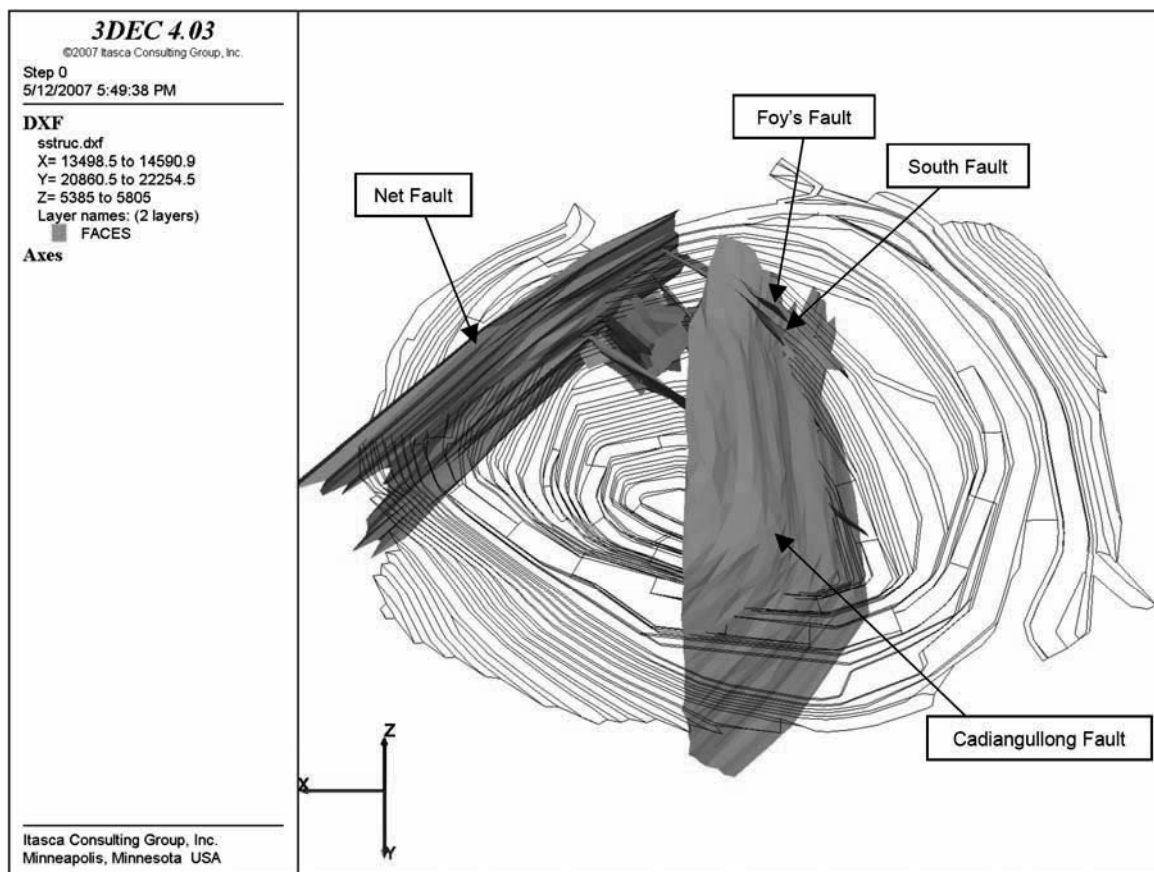 3DEC 4.03
©2007 Itasca Consulting Group, Inc.
Step 0
5/12/2007 5:49:38 PM
DXF
sstruc.dxf
X= 13498.5 to 14590.9
Y= 20860.5 to 22254.5
Z= 5385 to 5805
Layer names: (2 layers)
FACES
Axes
Itasca Consulting Group, Inc.
Minneapolis, Minnesota USA
Foy's Fault
South Fault
Net Fault
Cadiangullong Fault
Z
X
Y